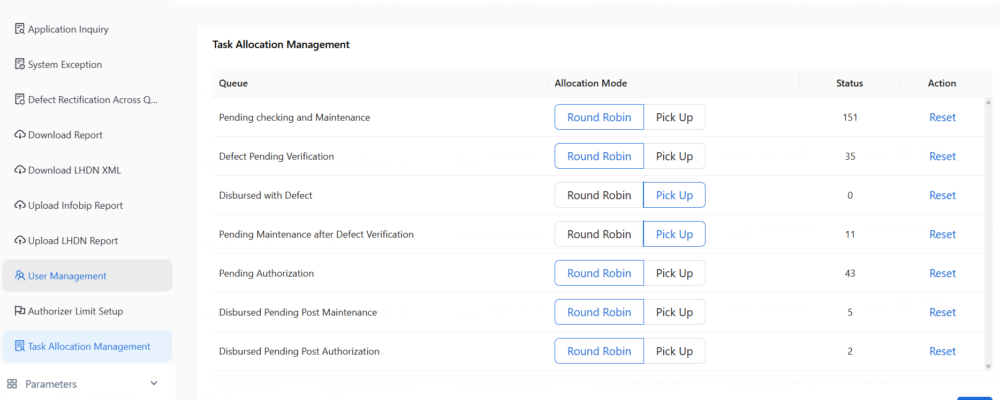 Application Inquiry
System Exception
Defect Rectification Across Q...
Download Report
Download LHDN XML
Upload Infobip Report
Upload LHDN Report
User Management
Authorizer Limit Setup
Task Allocation Management
Parameters
Task Allocation Management
Queue Allocation Mode Status Action
Pending checking and Maintenance Round Robin Pick Up 151 Reset
Defect Pending Verification Round Robin Pick Up 35 Reset
Disbursed with Defect Round Robin Pick Up 0 Reset
Pending Maintenance after Defect Verification Round Robin Pick Up 11 Reset
Pending Authorization Round Robin Pick Up 43 Reset
Disbursed Pending Post Maintenance Round Robin Pick Up 5 Reset
Disbursed Pending Post Authorization Round Robin Pick Up 2 Reset